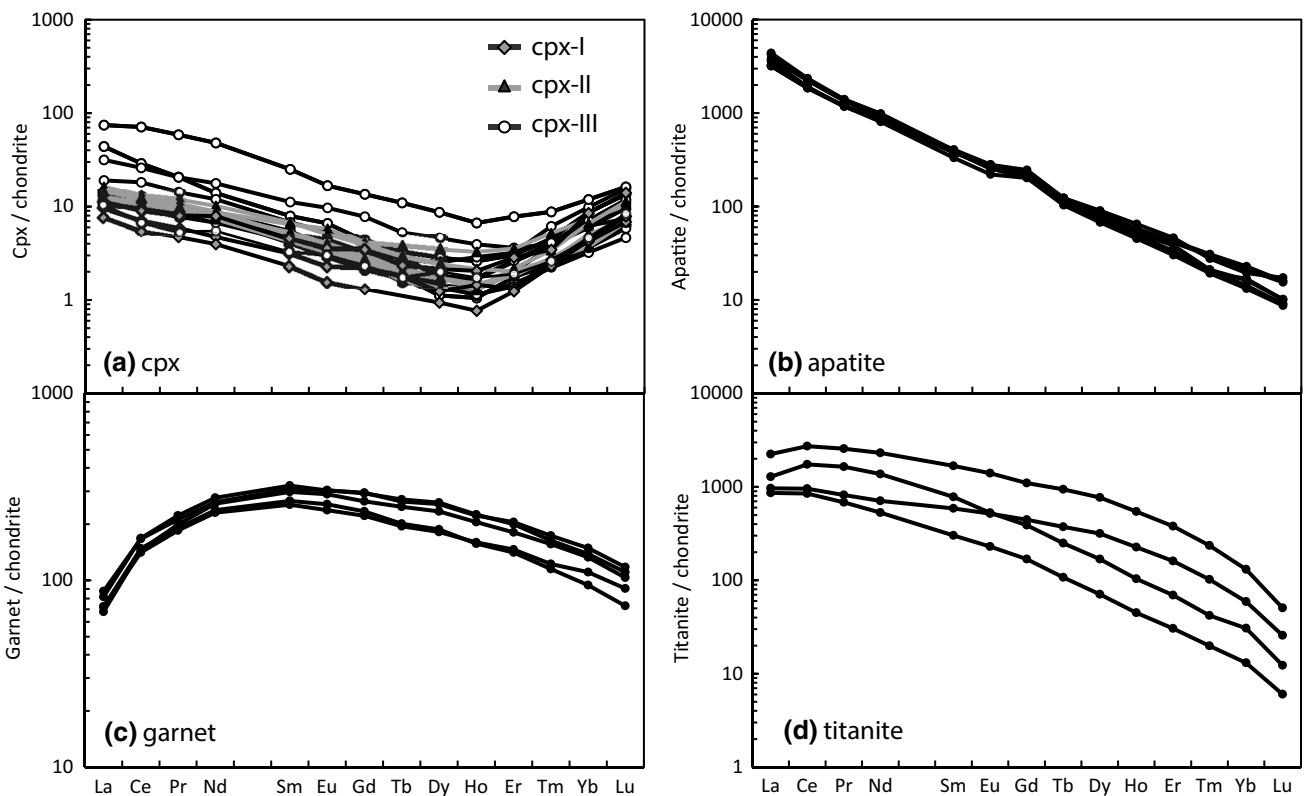 1000
100
10
1
Cpx / chondrite
cpx-I
cpx-II
cpx-III
(a) cpx
10000
1000
100
10
Apatite / chondrite
(b) apatite
1000
100
10
Garnet / chondrite
(c) garnet
La Ce Pr Nd Sm Eu Gd Tb Dy Ho Er Tm Yb Lu
10000
1000
100
10
1
Titanite / chondrite
(d) titanite
La Ce Pr Nd Sm Eu Gd Tb Dy Ho Er Tm Yb Lu